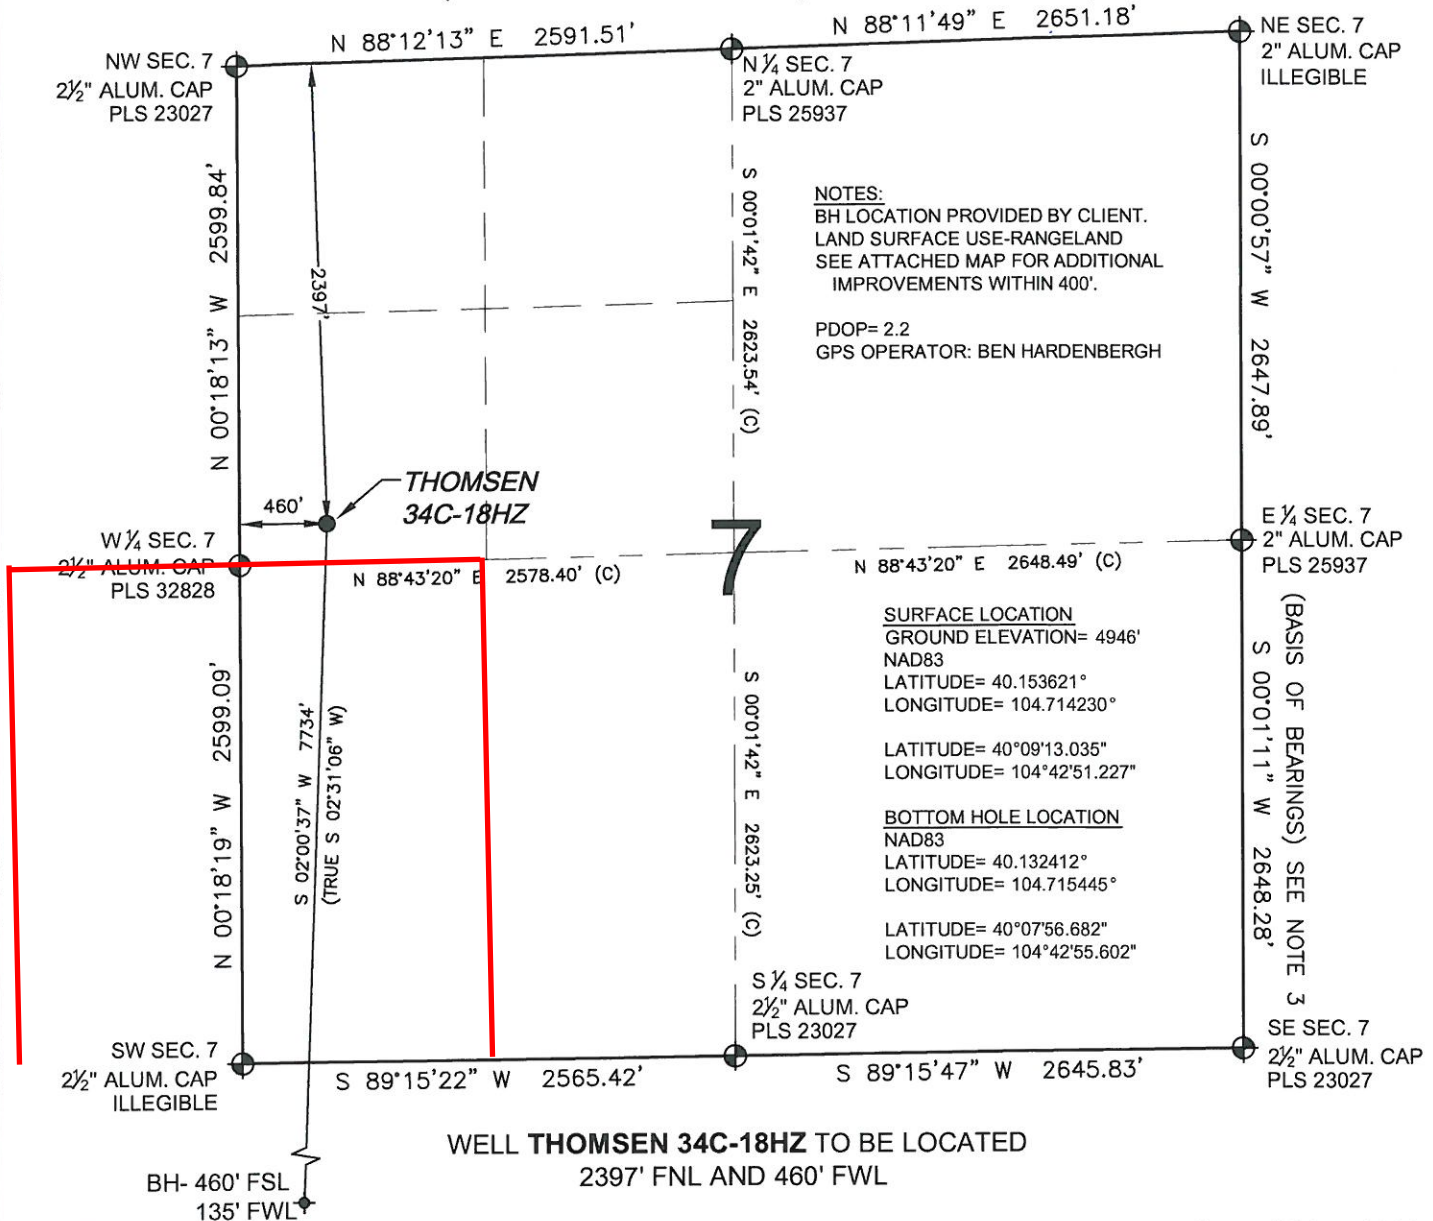 N 88°12'13" E 2591.51'
N 88°11'49" E 2651.18'
NW SEC. 7
2½" ALUM. CAP
PLS 23027
N ¼ SEC. 7
2" ALUM. CAP
PLS 25937
NE SEC. 7
2" ALUM. CAP
ILLEGIBLE
N 00°18'13" W 2599.84'
2397'
S 00°01'42" E 2623.54' (C)
NOTES:
BH LOCATION PROVIDED BY CLIENT.
LAND SURFACE USE-RANGELAND
SEE ATTACHED MAP FOR ADDITIONAL
IMPROVEMENTS WITHIN 400'.
PDOP= 2.2
GPS OPERATOR: BEN HARDENBERGH
S 00°00'57" W 2647.89'
THOMSEN
34C-18HZ
460'
7
W ¼ SEC. 7
2½" ALUM. CAP
PLS 32828
N 88°43'20" E 2578.40' (C)
N 88°43'20" E 2648.49' (C)
E ¼ SEC. 7
2" ALUM. CAP
PLS 25937
N 00°18'19" W 2599.09'
S 02°00'37" W 7734'
(TRUE S 02°31'06" W)
S 00°01'42" E 2623.25' (C)
SURFACE LOCATION
GROUND ELEVATION= 4946'
NAD83
LATITUDE= 40.153621°
LONGITUDE= 104.714230°
LATITUDE= 40°09'13.035"
LONGITUDE= 104°42'51.227"
BOTTOM HOLE LOCATION
NAD83
LATITUDE= 40.132412°
LONGITUDE= 104.715445°
LATITUDE= 40°07'56.682"
LONGITUDE= 104°42'55.602"
S 00°01'11" W 2648.28'
(BASIS OF BEARINGS) SEE NOTE 3
SW SEC. 7
2½" ALUM. CAP
ILLEGIBLE
S 89°15'22" W 2565.42'
S ¼ SEC. 7
2½" ALUM. CAP
PLS 23027
S 89°15'47" W 2645.83'
SE SEC. 7
2½" ALUM. CAP
PLS 23027
WELL THOMSEN 34C-18HZ TO BE LOCATED
2397' FNL AND 460' FWL
BH- 460' FSL
135' FWL